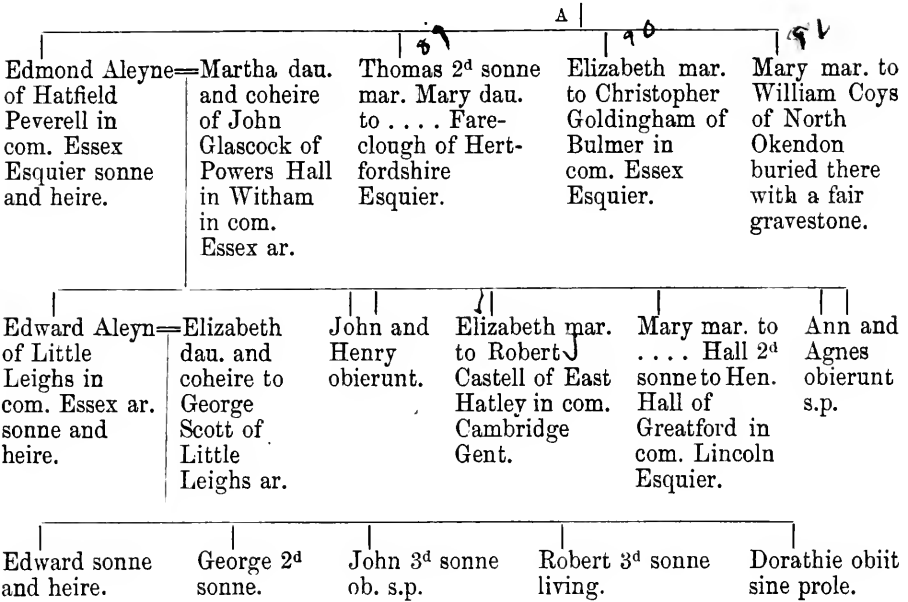 A
89
90
91
Edmond Aleyne=
of Hatfield
Peverell in
com. Essex
Esquier sonne
and heire.
Martha dau.
and coheire
of John
Glascock of
Powers Hall
in Witham
in com.
Essex ar.
Thomas 2d sonne
mar. Mary dau.
to .... Fare-
clough of Hert-
fordshire
Esquier.
Elizabeth mar.
to Christopher
Goldingham of
Bulmer in
com. Essex
Esquier.
Mary mar. to
William Coys
of North
Okendon
buried there
with a fair
gravestone.
Edward Aleyn=
of Little
Leighs in
com. Essex ar.
sonne and
heire.
Elizabeth
dau. and
coheire to
George
Scott of
Little
Leighs ar.
John and
Henry
obierunt.
Elizabeth mar.
to Robert
Castell of East
Hatley in com.
Cambridge
Gent.
Mary mar. to
.... Hall 2d
sonne to Hen.
Hall of
Greatford in
com. Lincoln
Esquier.
Ann and
Agnes
obierunt
s.p.
Edward sonne
and heire.
George 2d
sonne.
John 3d sonne
ob. s.p.
Robert 3d sonne
living.
Dorathie obiit
sine prole.